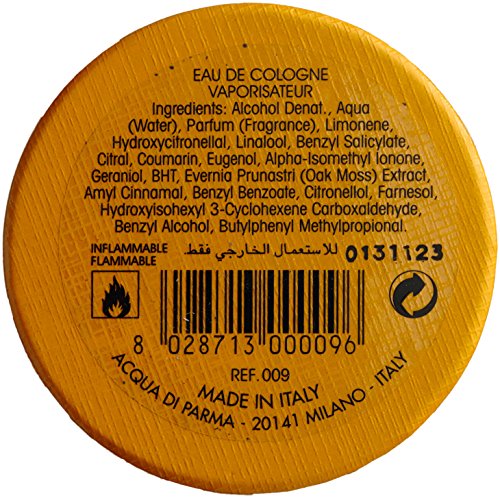 EAU DE COLOGNE
VAPORISATEUR
Ingredients: Alcohol Denat., Aqua
(Water), Parfum (Fragrance), Limonene,
Hydroxycitronellal, Linalool, Benzyl Salicylate,
Citral, Coumarin, Eugenol, Alpha-Isomethyl Ionone,
Geraniol, BHT, Evernia Prunastri (Oak Moss) Extract,
Amyl Cinnamal, Benzyl Benzoate, Citronellol, Farnesol,
Hydroxylsohexyl 3-Cyclohexene Carboxaldehyde,
Benzyl Alcohol, Butylphenyl Methylpropional.
INFLAMMABLE
FLAMMABLE
للاستعمال الخارجي فقط.
0131123
8 028713 000096
REF. 009
MADE IN ITALY
ACQUA DI PARMA - 20141 MILANO - ITALY